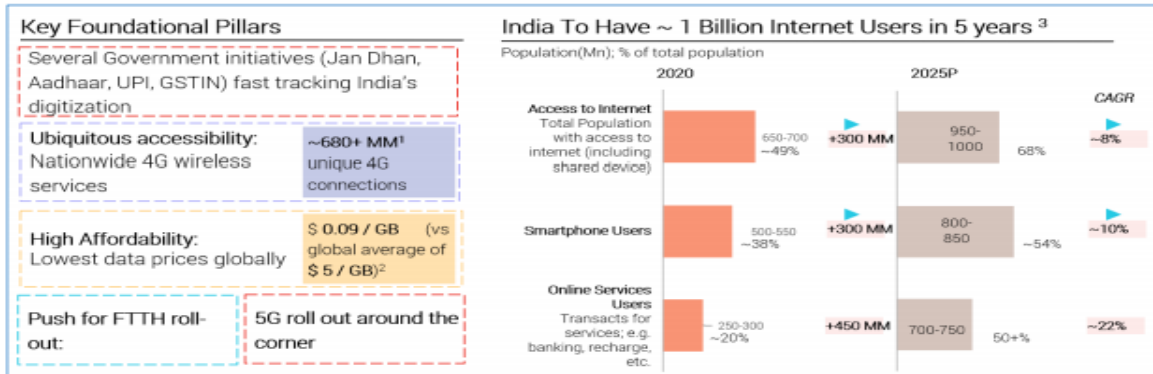 Key Foundational Pillars
Several Government initiatives (Jan Dhan,
Aadhaar, UPI, GSTIN) fast tracking India's
digitization
Ubiquitous accessibility:
Nationwide 4G wireless
services
~680+ MM¹
unique 4G
connections
High Affordability:
Lowest data prices globally
$ 0.09 / GB (vs
global average of
$ 5 / GB)²
Push for FTTH roll-
out:
5G roll out around the
corner
India To Have ~ 1 Billion Internet Users in 5 years ³
Population(Mn); % of total population
2020
2025P
CAGR
Access to Internet
Total Population
with access to
internet (including
shared device)
650-700
~49%
+300 MM
950-
1000
68%
~8%
Smartphone Users
500-550
~38%
+300 MM
800-
850
~54%
~10%
Online Services
Users
Transacts for
services; e.g.
banking, recharge,
etc.
250-300
~20%
+450 MM
700-750
50+%
~22%